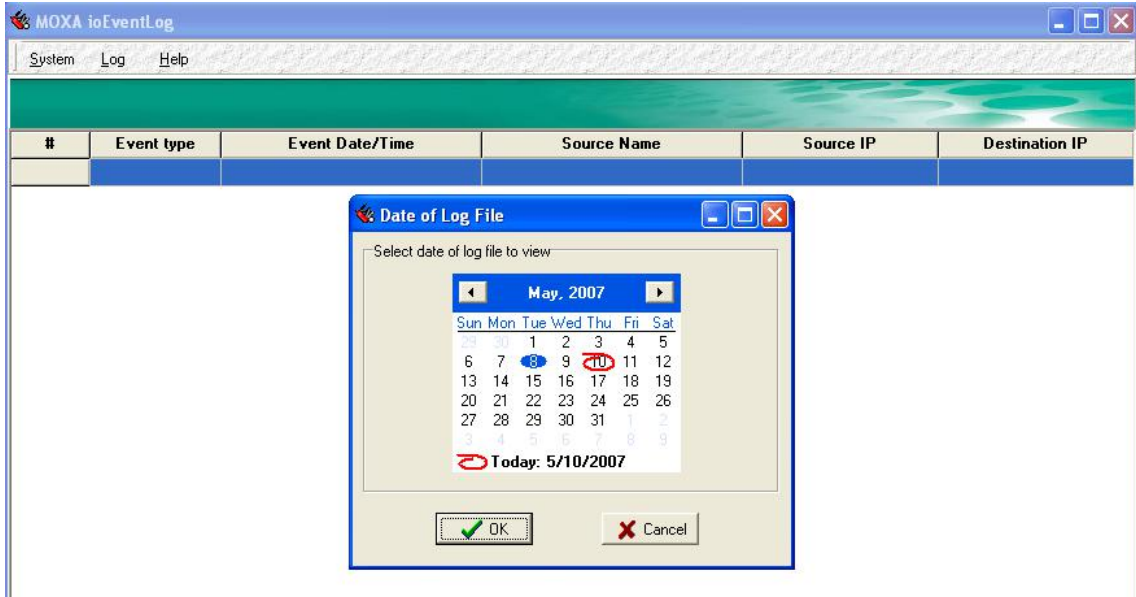 MOXA ioEventLog
System Log Help
# Event type Event Date/Time Source Name Source IP Destination IP
Date of Log File
Select date of log file to view
May, 2007
Sun Mon Tue Wed Thu Fri Sat
29 30 1 2 3 4 5
6 7 8 9 10 11 12
13 14 15 16 17 18 19
20 21 22 23 24 25 26
27 28 29 30 31 1 2
3 4 5 6 7 8 9
Today: 5/10/2007
OK Cancel